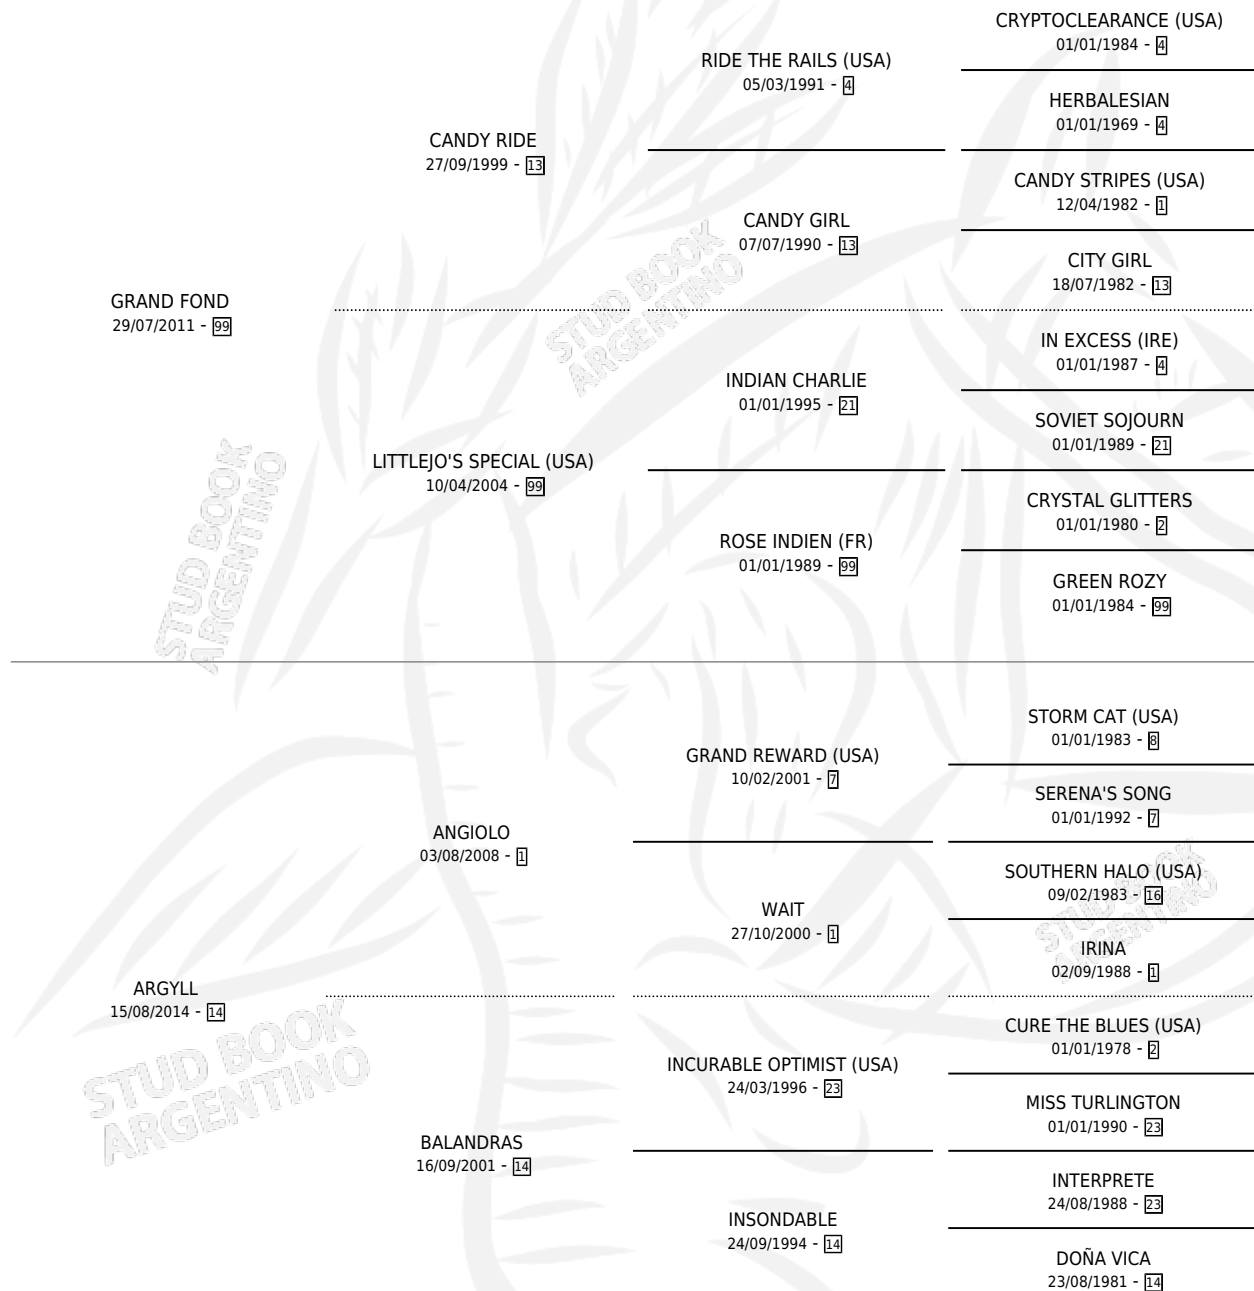 CRYPTOCLEARANCE (USA)
01/01/1984 - 4
RIDE THE RAILS (USA)
05/03/1991 - 4
HERBALESIAN
01/01/1969 - 4
CANDY RIDE
27/09/1999 - 13
CANDY STRIPES (USA)
12/04/1982 - 1
CANDY GIRL
07/07/1990 - 13
CITY GIRL
18/07/1982 - 13
GRAND FOND
29/07/2011 - 99
IN EXCESS (IRE)
01/01/1987 - 4
INDIAN CHARLIE
01/01/1995 - 21
SOVIET SOJOURN
01/01/1989 - 21
LITTLEJO'S SPECIAL (USA)
10/04/2004 - 99
CRYSTAL GLITTERS
01/01/1980 - 2
ROSE INDIEN (FR)
01/01/1989 - 99
GREEN ROZY
01/01/1984 - 99
STUD BOOK
ARGENTINO
STUD BOOK
ARGENTINO
STORM CAT (USA)
01/01/1983 - 8
GRAND REWARD (USA)
10/02/2001 - 7
SERENA'S SONG
01/01/1992 - 7
ANGIOLO
03/08/2008 - 1
SOUTHERN HALO (USA)
09/02/1983 - 16
WAIT
27/10/2000 - 1
IRINA
02/09/1988 - 1
ARGYLL
15/08/2014 - 14
CURE THE BLUES (USA)
01/01/1978 - 2
INCURABLE OPTIMIST (USA)
24/03/1996 - 23
MISS TURLINGTON
01/01/1990 - 23
BALANDRAS
16/09/2001 - 14
INTERPRETE
24/08/1988 - 23
INSONDABLE
24/09/1994 - 14
DOÑA VICA
23/08/1981 - 14
STUD BOOK
ARGENTINO
STUD BOOK
ARGENTINO